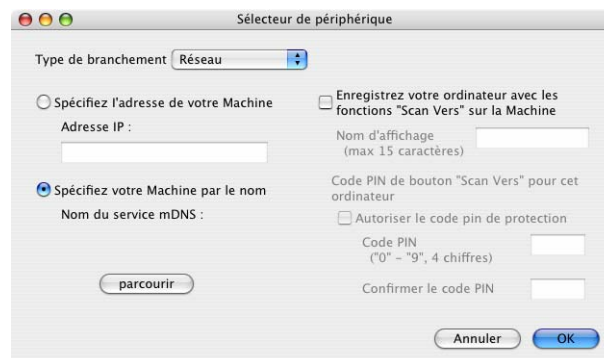 Sélecteur de périphérique
Type de branchement Réseau
Spécifiez l'adresse de votre Machine
Adresse IP :
Spécifiez votre Machine par le nom
Nom du service mDNS :
parcourir
Enregistrez votre ordinateur avec les
fonctions "Scan Vers" sur la Machine
Nom d'affichage
(max 15 caractères)
Code PIN de bouton "Scan Vers" pour cet
ordinateur
Autoriser le code pin de protection
Code PIN
("0" - "9", 4 chiffres)
Confirmer le code PIN
Annuler
OK